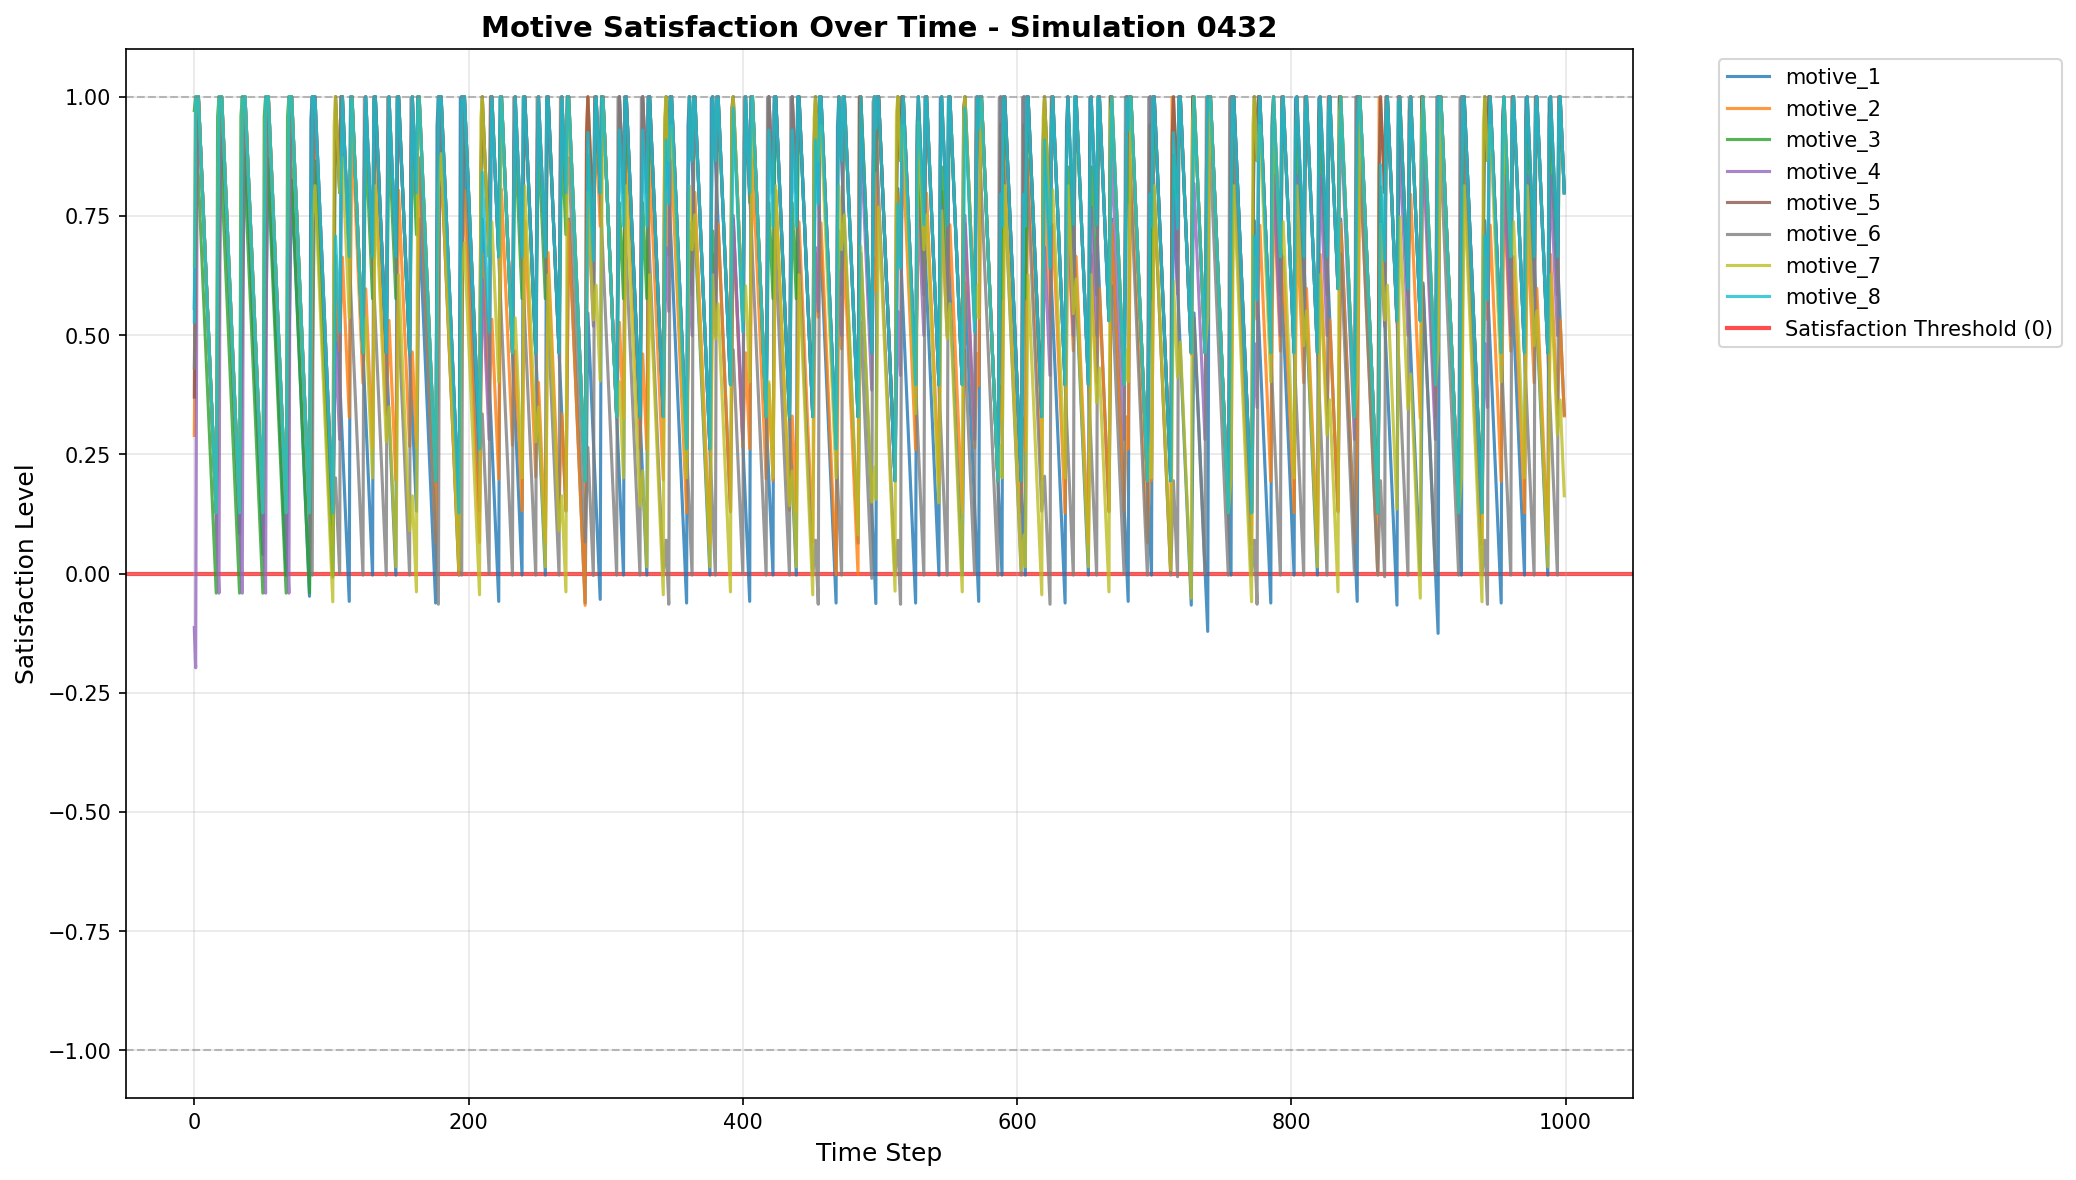 Motive Satisfaction Over Time - Simulation 0432
1.00
0.75
0.50
0.25
0.00
−0.25
−0.50
−0.75
−1.00
Satisfaction Level
0
200
400
600
800
1000
Time Step
motive_1
motive_2
motive_3
motive_4
motive_5
motive_6
motive_7
motive_8
Satisfaction Threshold (0)